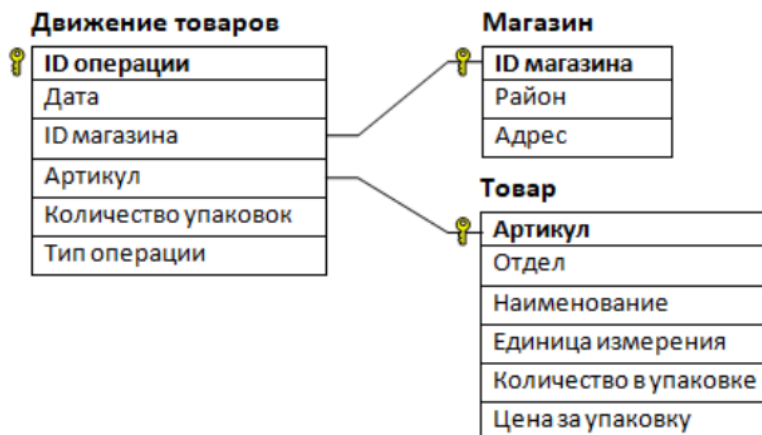 Движение товаров
ID операции
Дата
ID магазина
Артикул
Количество упаковок
Тип операции
Магазин
ID магазина
Район
Адрес
Товар
Артикул
Отдел
Наименование
Единица измерения
Количество в упаковке
Цена за упаковку